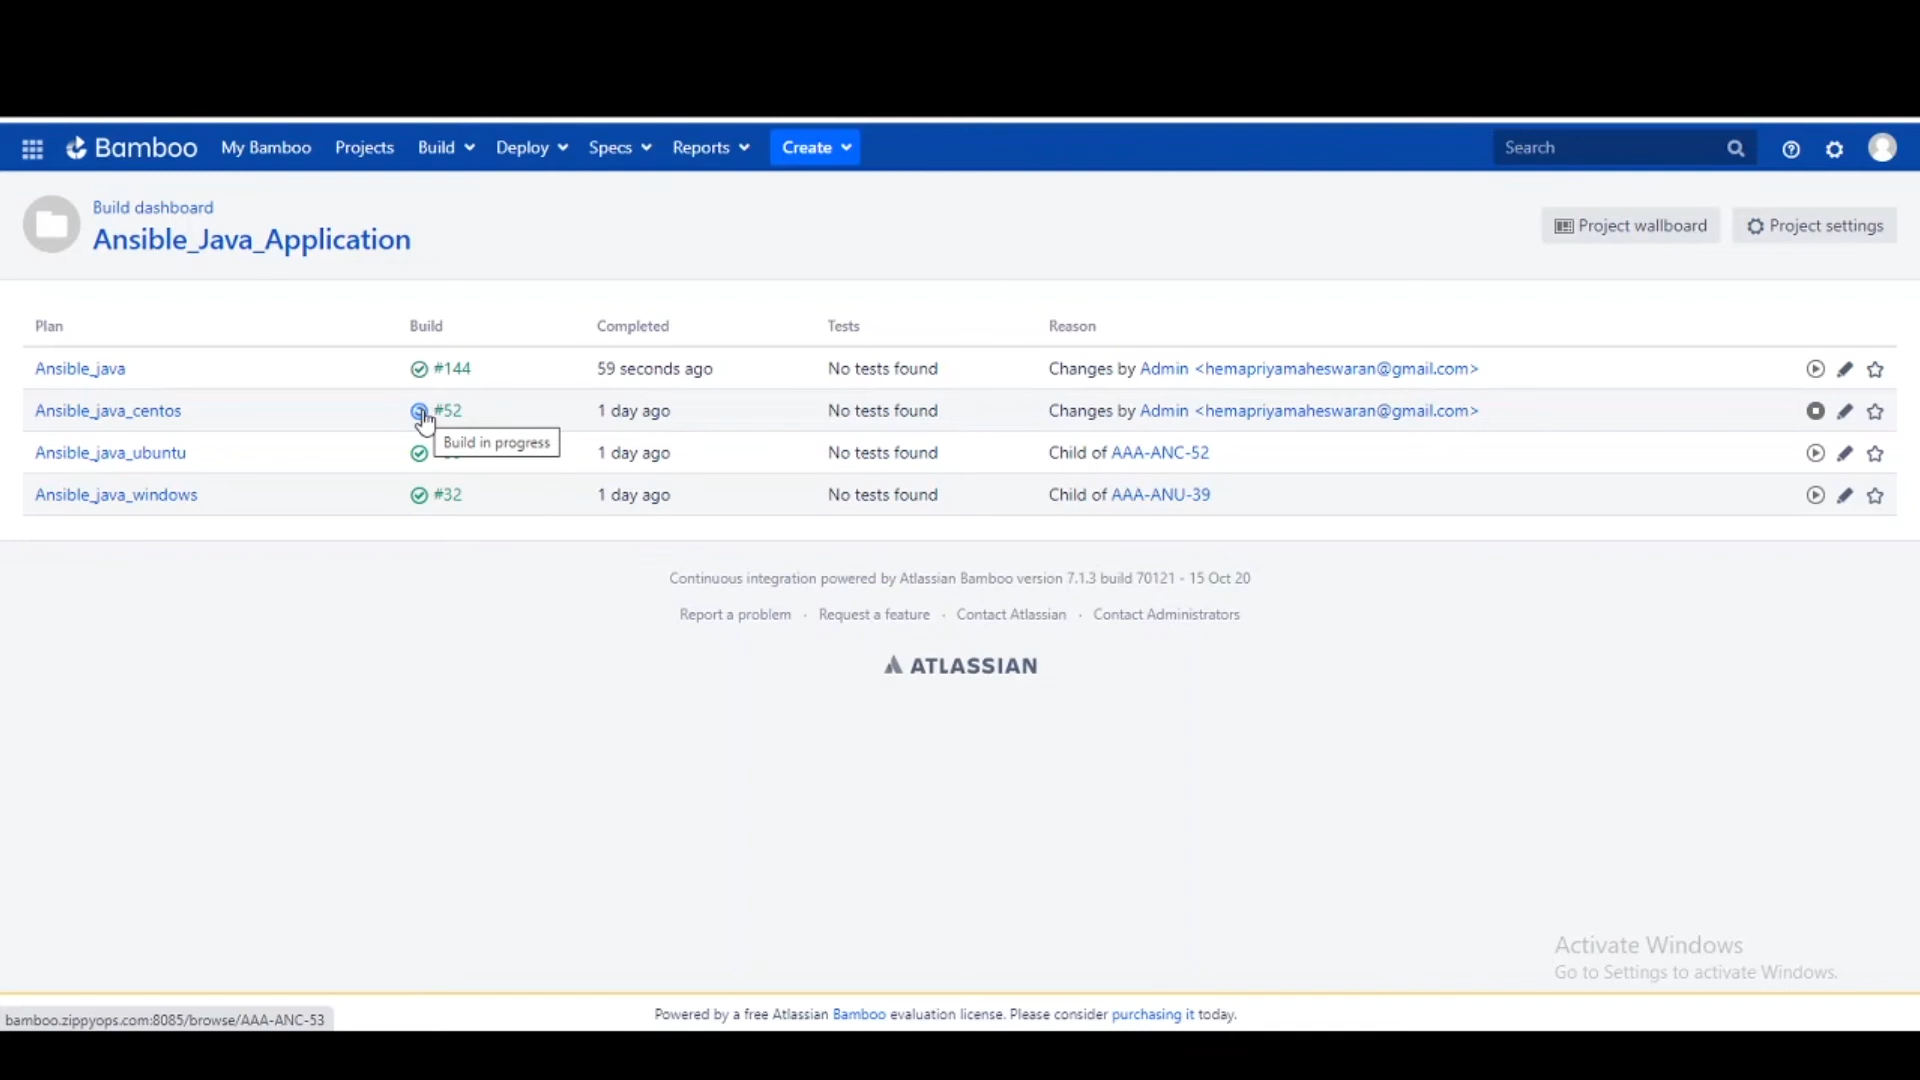 Bamboo My Bamboo Projects Build Deploy Specs Reports Create Search
Build dashboard
Ansible_Java_Application
Project wallboard Project settings
Plan Build Completed Tests Reason
Ansible_java #144 59 seconds ago No tests found Changes by Admin <hemapriyamaheswaran@gmail.com>
Ansible_java_centos #52 1 day ago No tests found Changes by Admin <hemapriyamaheswaran@gmail.com>
Build in progress
Ansible_java_ubuntu 1 day ago No tests found Child of AAA-ANC-52
Ansible_java_windows #32 1 day ago No tests found Child of AAA-ANU-39
Continuous integration powered by Atlassian Bamboo version 7.1.3 build 70121 - 15 Oct 20
Report a problem · Request a feature · Contact Atlassian · Contact Administrators
ATLASSIAN
Activate Windows
Go to Settings to activate Windows.
Powered by a free Atlassian Bamboo evaluation license. Please consider purchasing it today.
bamboo.zippyops.com:8085/browse/AAA-ANC-53